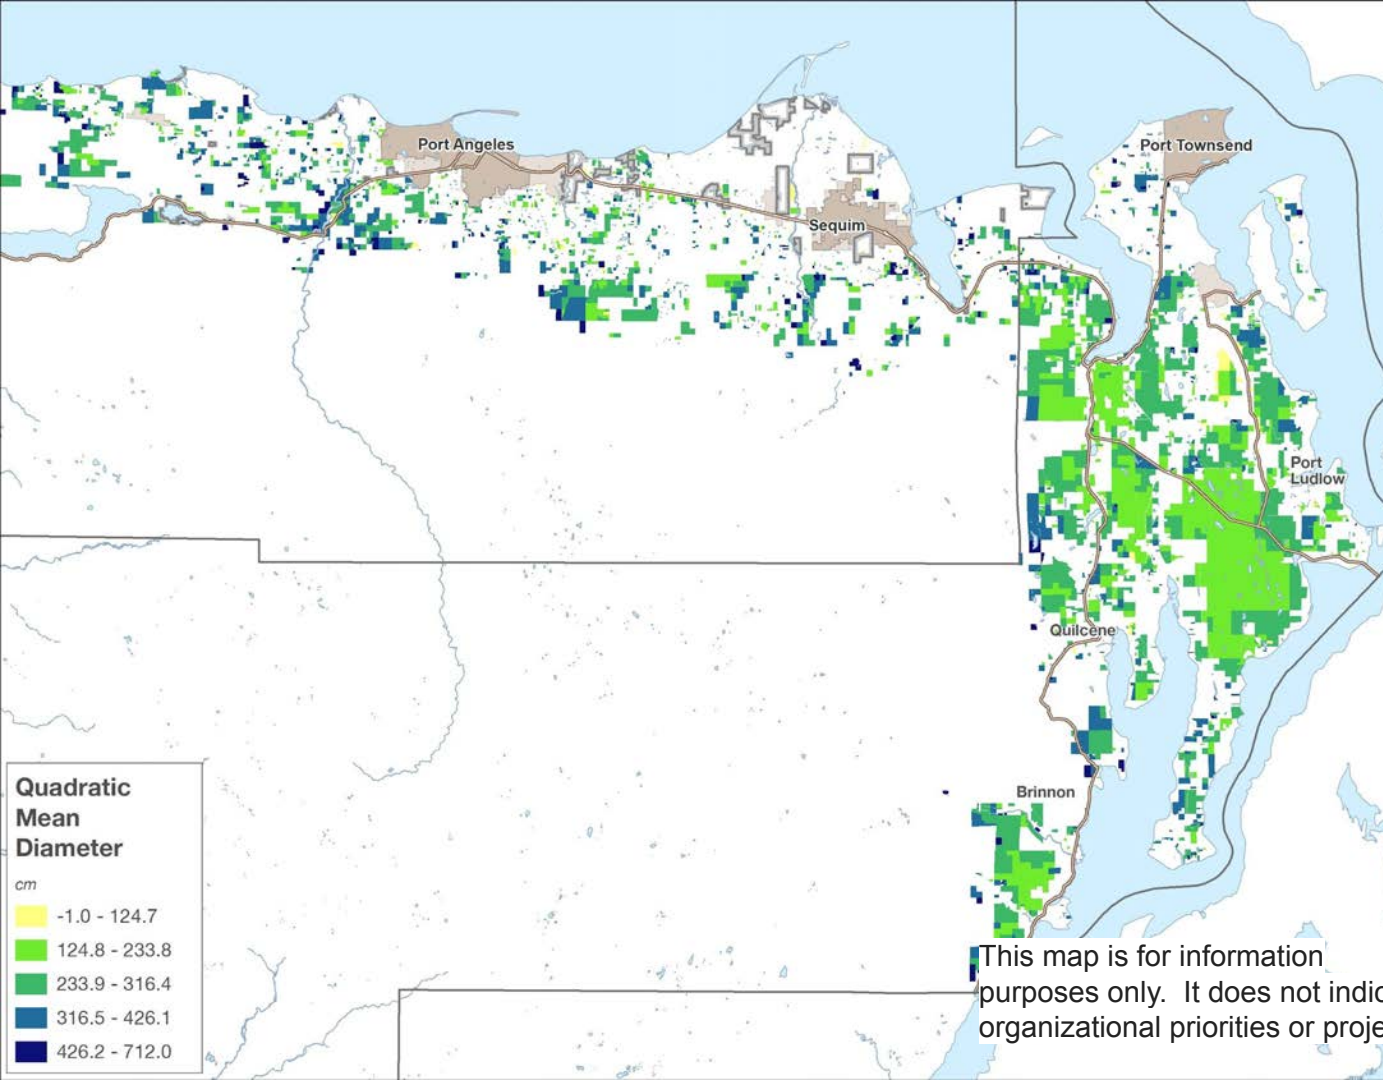 Port Angeles
Port Townsend
Sequim
Port
Ludlow
Quilcene
Brinnon
Quadratic
Mean
Diameter
cm
-1.0 - 124.7
124.8 - 233.8
233.9 - 316.4
316.5 - 426.1
426.2 - 712.0
This map is for information
purposes only.  It does not indic
organizational priorities or proje